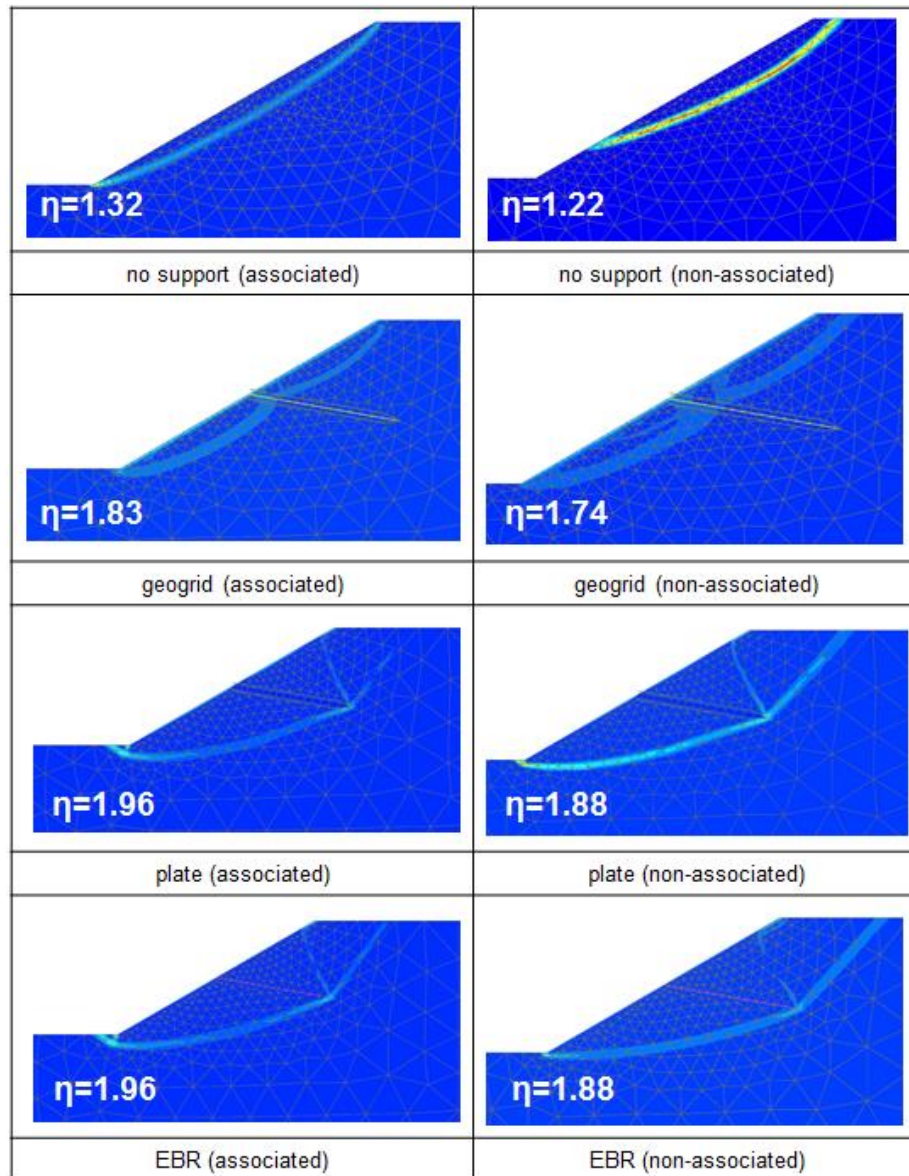 η=1.32
η=1.22
no support (associated)
no support (non-associated)
η=1.83
η=1.74
geogrid (associated)
geogrid (non-associated)
η=1.96
η=1.88
plate (associated)
plate (non-associated)
η=1.96
η=1.88
EBR (associated)
EBR (non-associated)